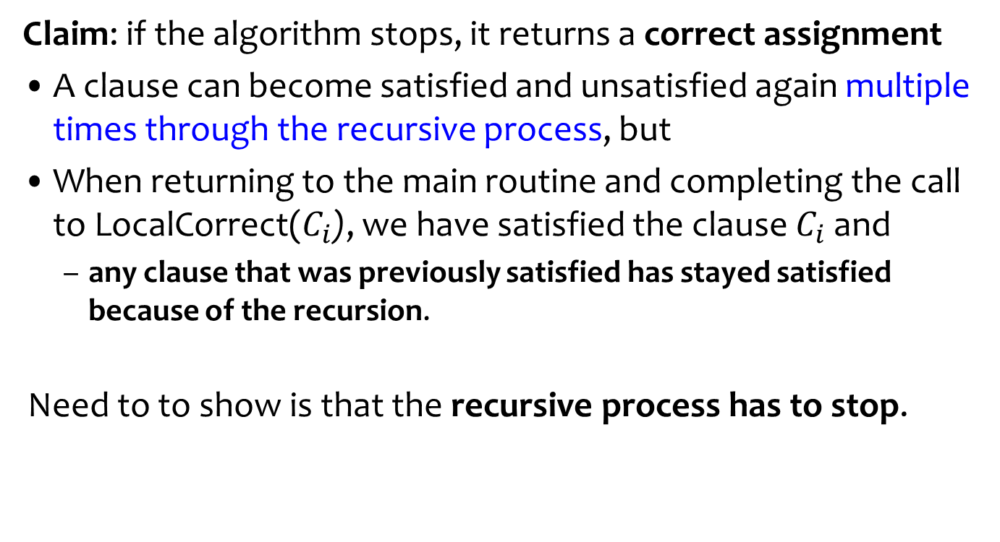 Claim: if the algorithm stops, it returns a correct assignment
• A clause can become satisfied and unsatisfied again multiple
times through the recursive process, but
• When returning to the main routine and completing the call
to LocalCorrect(𝐶ᵢ), we have satisfied the clause 𝐶ᵢ and
– any clause that was previously satisfied has stayed satisfied
because of the recursion.
Need to to show is that the recursive process has to stop.